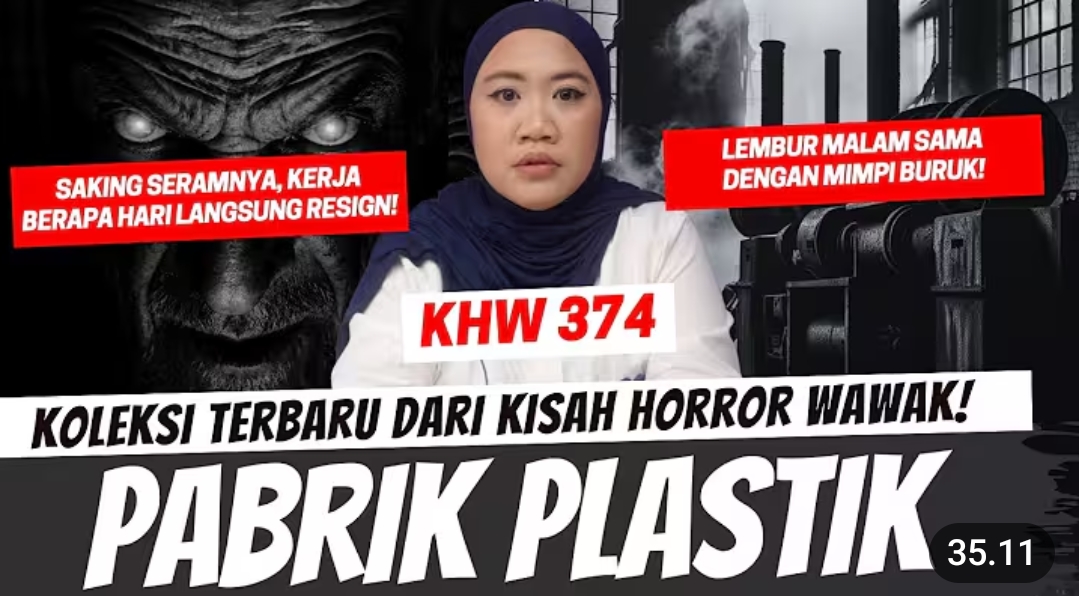 SAKING SERAMNYA, KERJA
BERAPA HARI LANGSUNG RESIGN!
LEMBUR MALAM SAMA
DENGAN MIMPI BURUK!
KHW 374
KOLEKSI TERBARU DARI KISAH HORROR WAWAK!
PABRIK PLASTIK
35.11